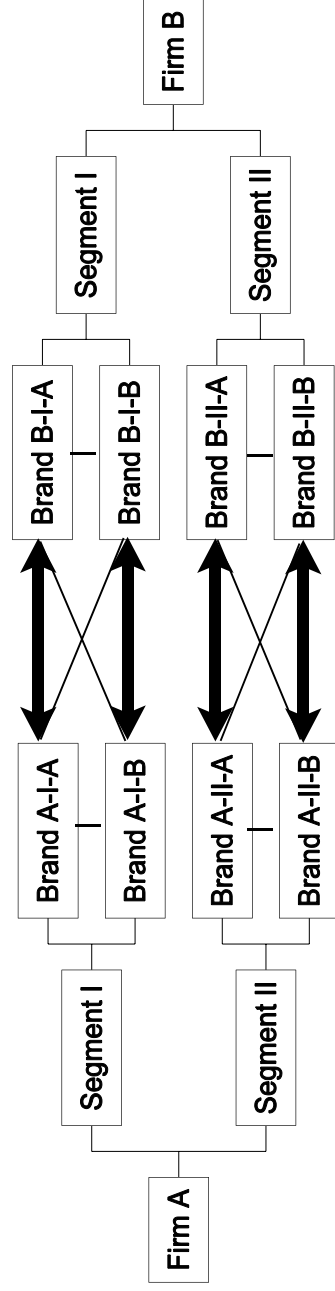 Firm A
Segment I
Segment II
Brand A-I-A
Brand A-I-B
Brand A-II-A
Brand A-II-B
Brand B-I-A
Brand B-I-B
Brand B-II-A
Brand B-II-B
Segment I
Segment II
Firm B